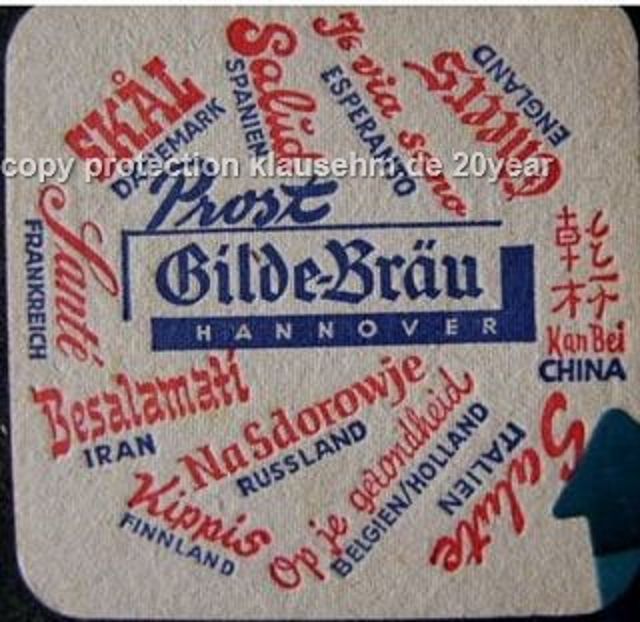 SKÅL
DÄNEMARK
Salúd
SPANIEN
Je via sano
ESPERANTO
Cheers
ENGLAND
copy protection klausehm.de 20year
Prost
Gilde-Bräu
HANNOVER
Santé
FRANKREICH
乾杯
Kan Bei
CHINA
Besalamati
IRAN
Na Sdorowje
RUSSLAND
Kippis
FINNLAND
Op je gezondheid
BELGIEN/HOLLAND
Salute
ITALIEN